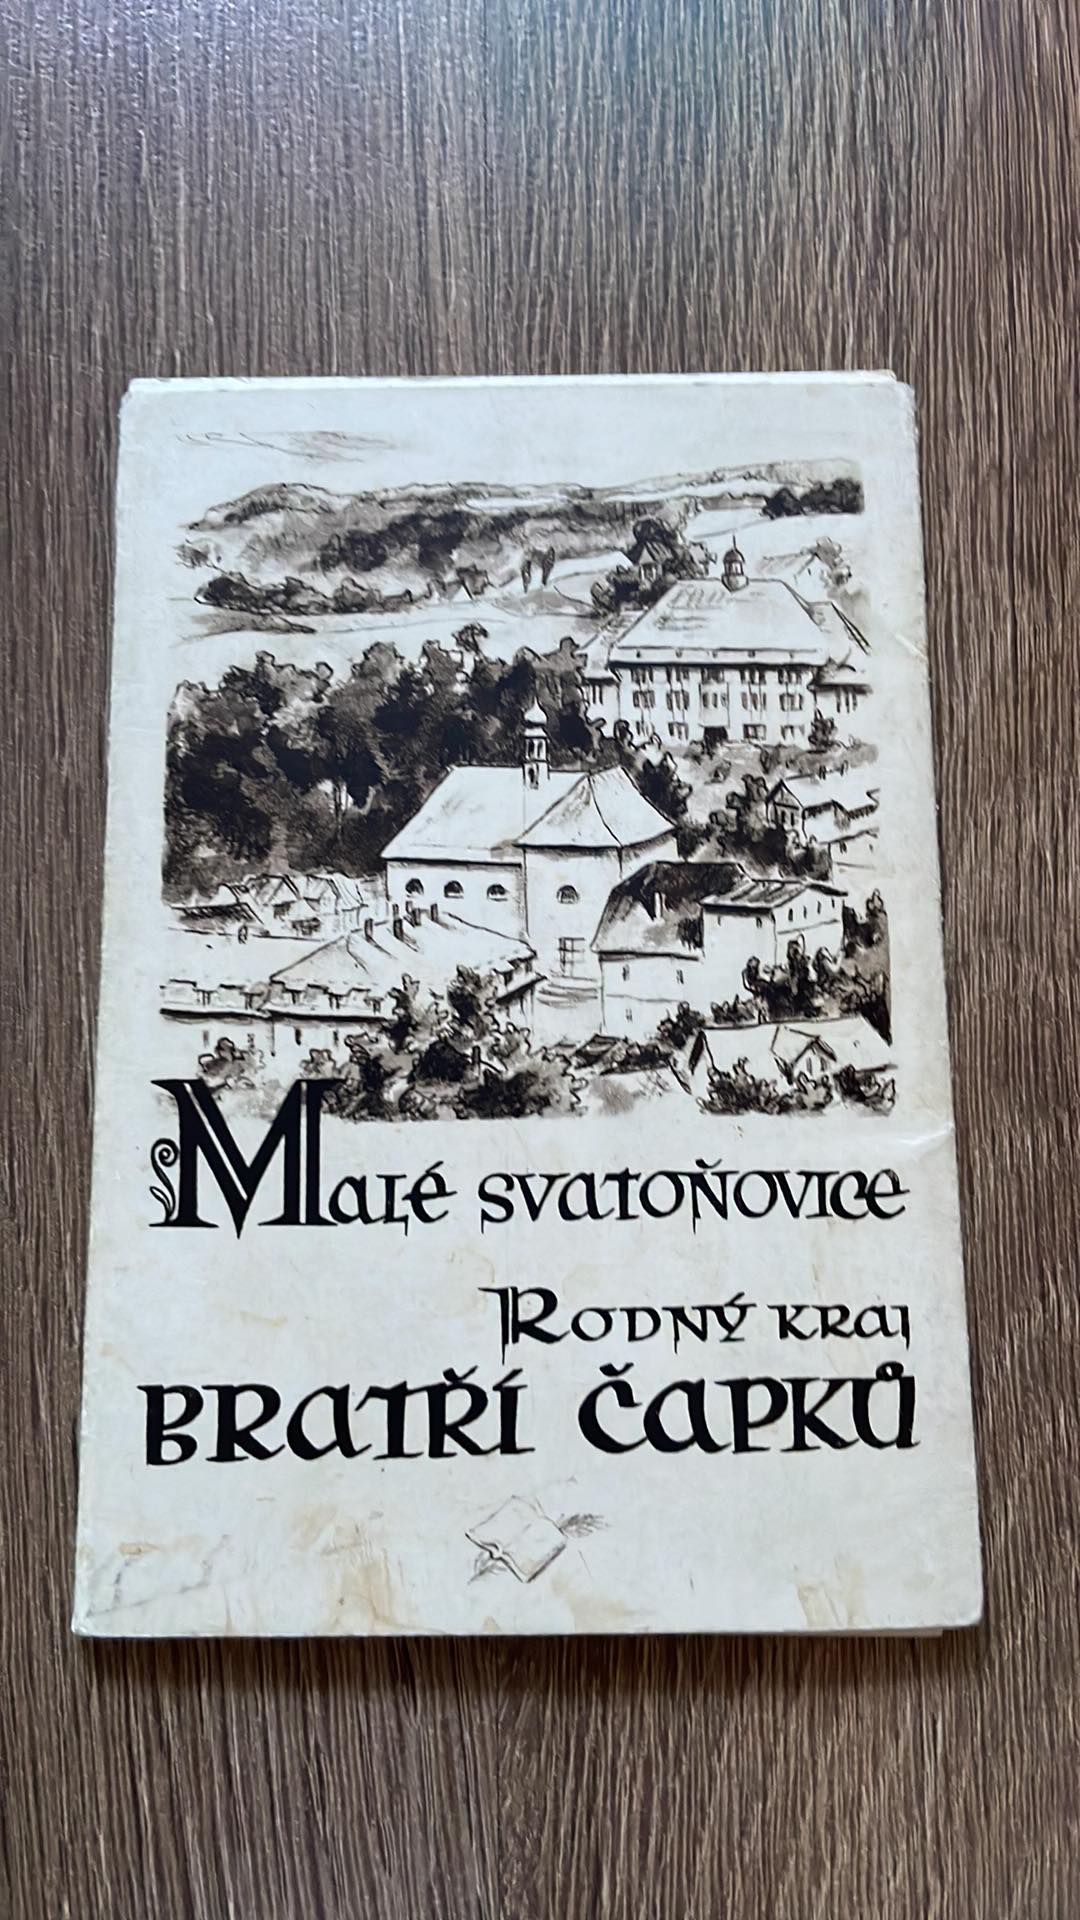 Malé svatoňovice
Rodný kraj
bratří čapků